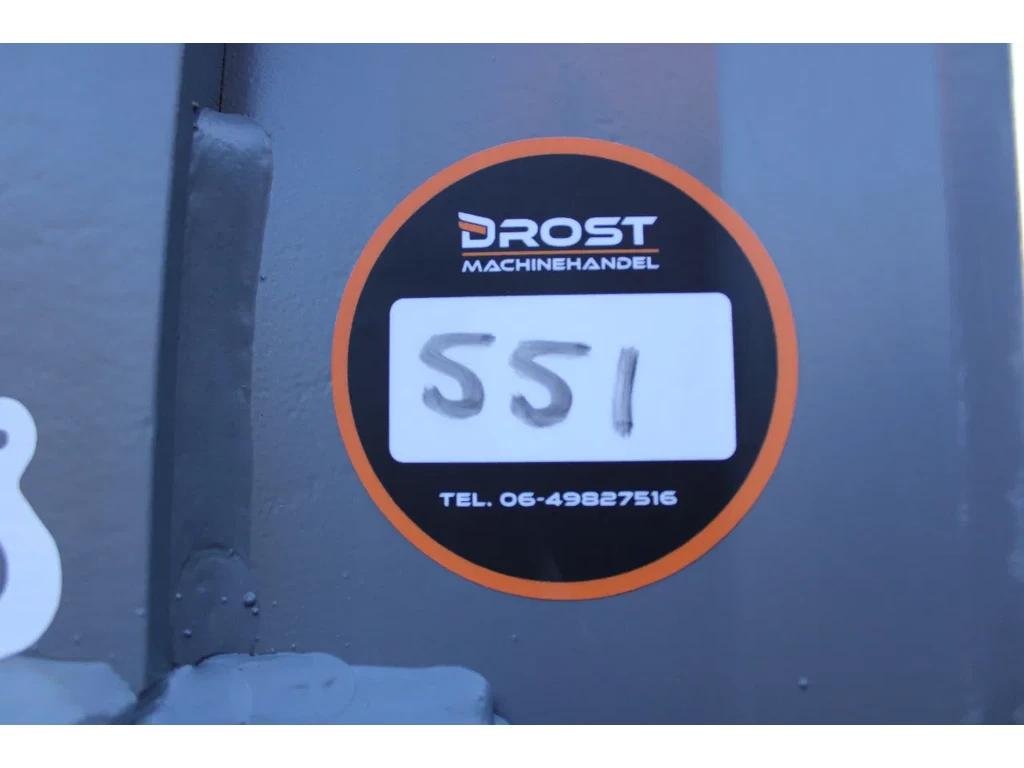 DROST
MACHINEHANDEL
551
TEL. 06-49827516